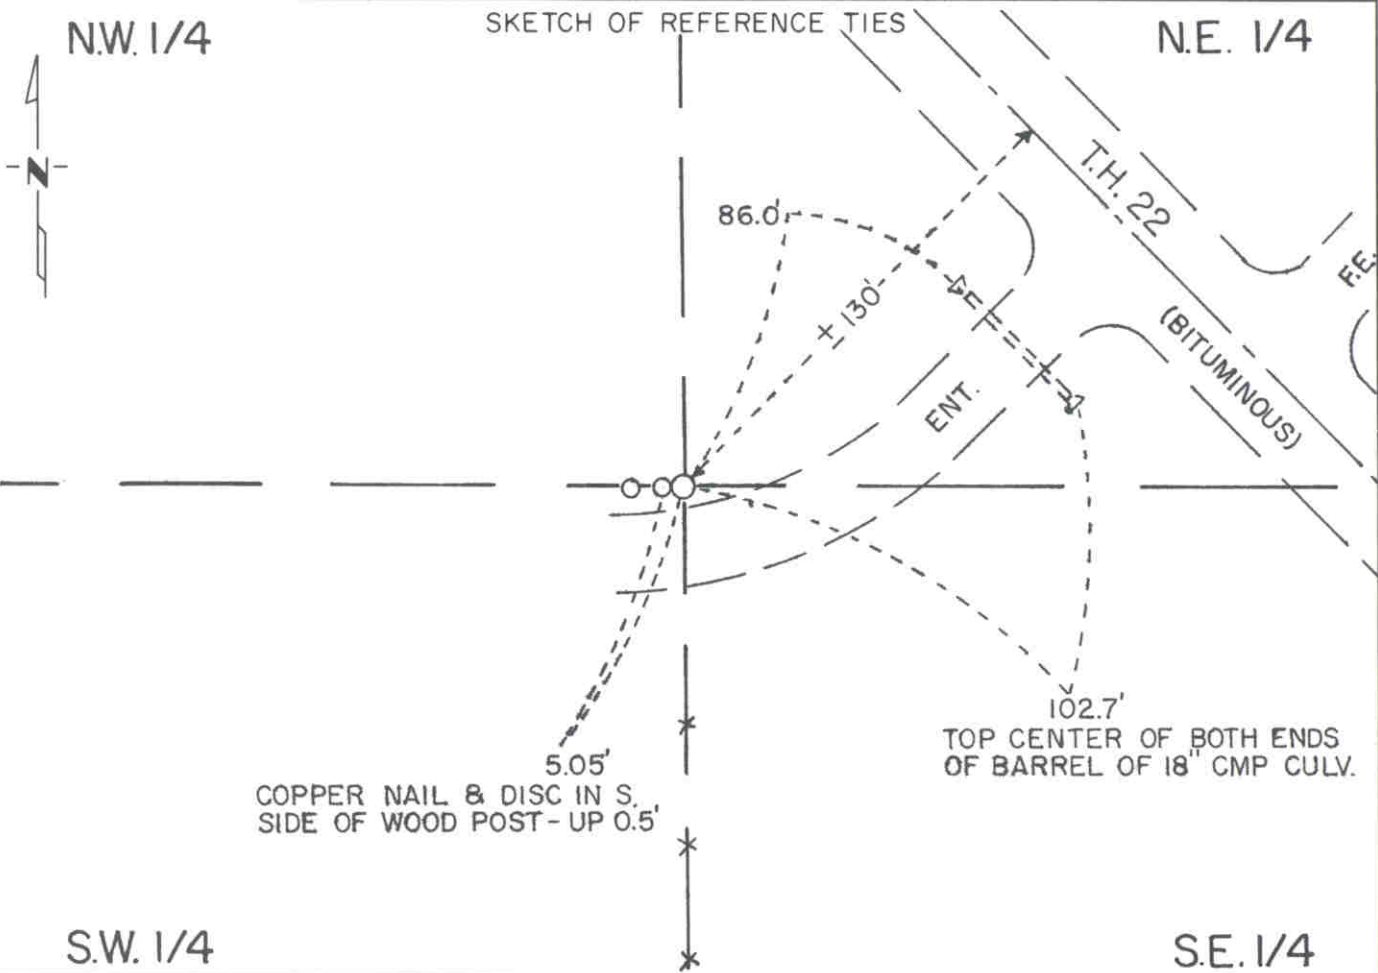 SKETCH OF REFERENCE TIES
N.W. 1/4
N.E. 1/4
N
T.H. 22
86.0'
F.E.
± 130'
(BITUMINOUS)
ENT.
102.7'
TOP CENTER OF BOTH ENDS
OF BARREL OF 18" CMP CULV.
5.05'
COPPER NAIL & DISC IN S.
SIDE OF WOOD POST - UP 0.5'
S.W. 1/4
S.E. 1/4